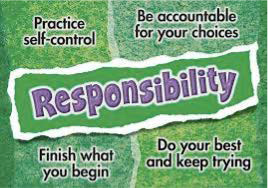 Practice
self-control
Be accountable
for your choices
Responsibility
Finish what
you begin
Do your best
and keep trying